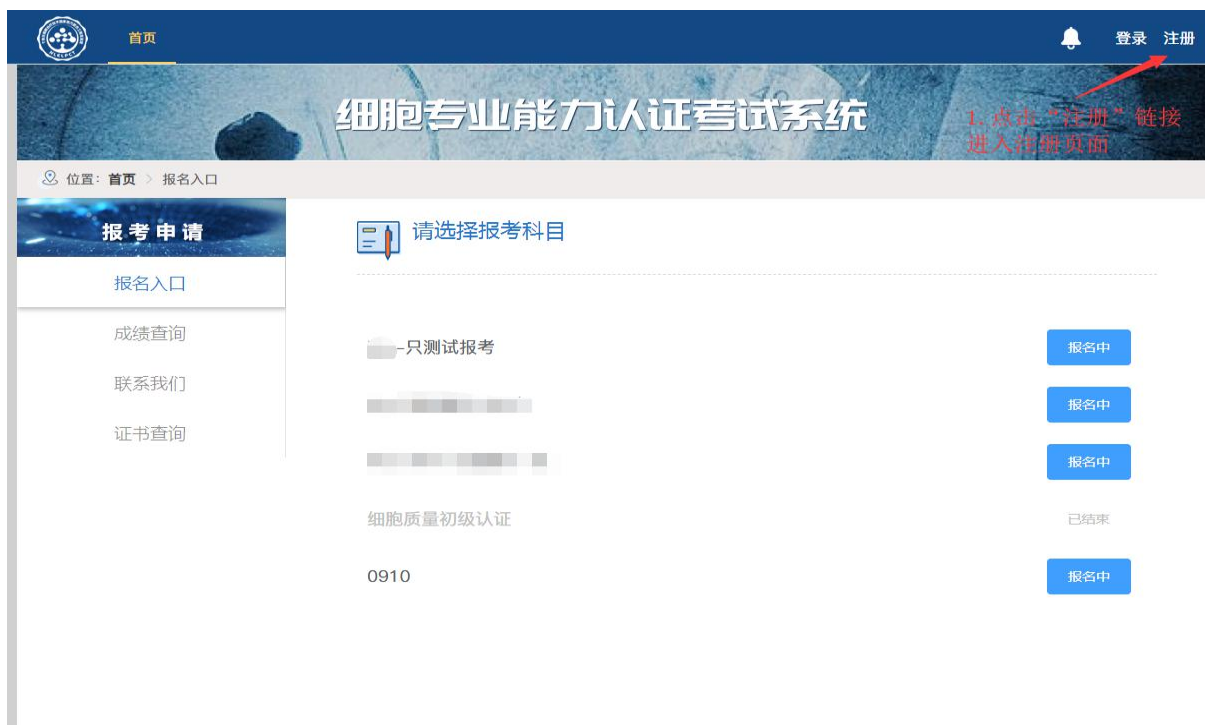 首页
登录 注册
细胞专业能力认证考试系统
1. 点击“注册”链接
进入注册页面
位置: 首页 > 报名入口
报考申请
报名入口
成绩查询
联系我们
证书查询
请选择报考科目
-只测试报考 报名中
报名中
报名中
细胞质量初级认证 已结束
0910 报名中